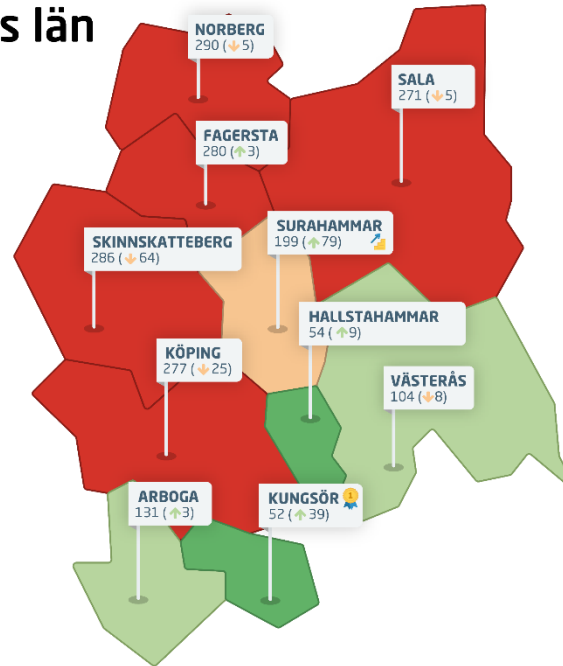 s län
NORBERG
290 (↓5)
SALA
271 (↓5)
FAGERSTA
280 (↑3)
SURAHAMMAR
199 (↑79)
SKINNSKATTEBERG
286 (↓64)
HALLSTAHAMMAR
54 (↑9)
KÖPING
277 (↓25)
VÄSTERÅS
104 (↓8)
ARBOGA
131 (↑3)
KUNGSÖR
1
52 (↑39)